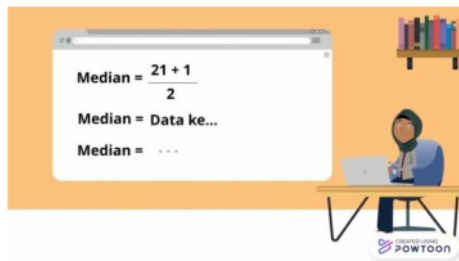 Median = 21 + 1
2
Median = Data ke...
Median = ...
CREATED USING
POWTOON